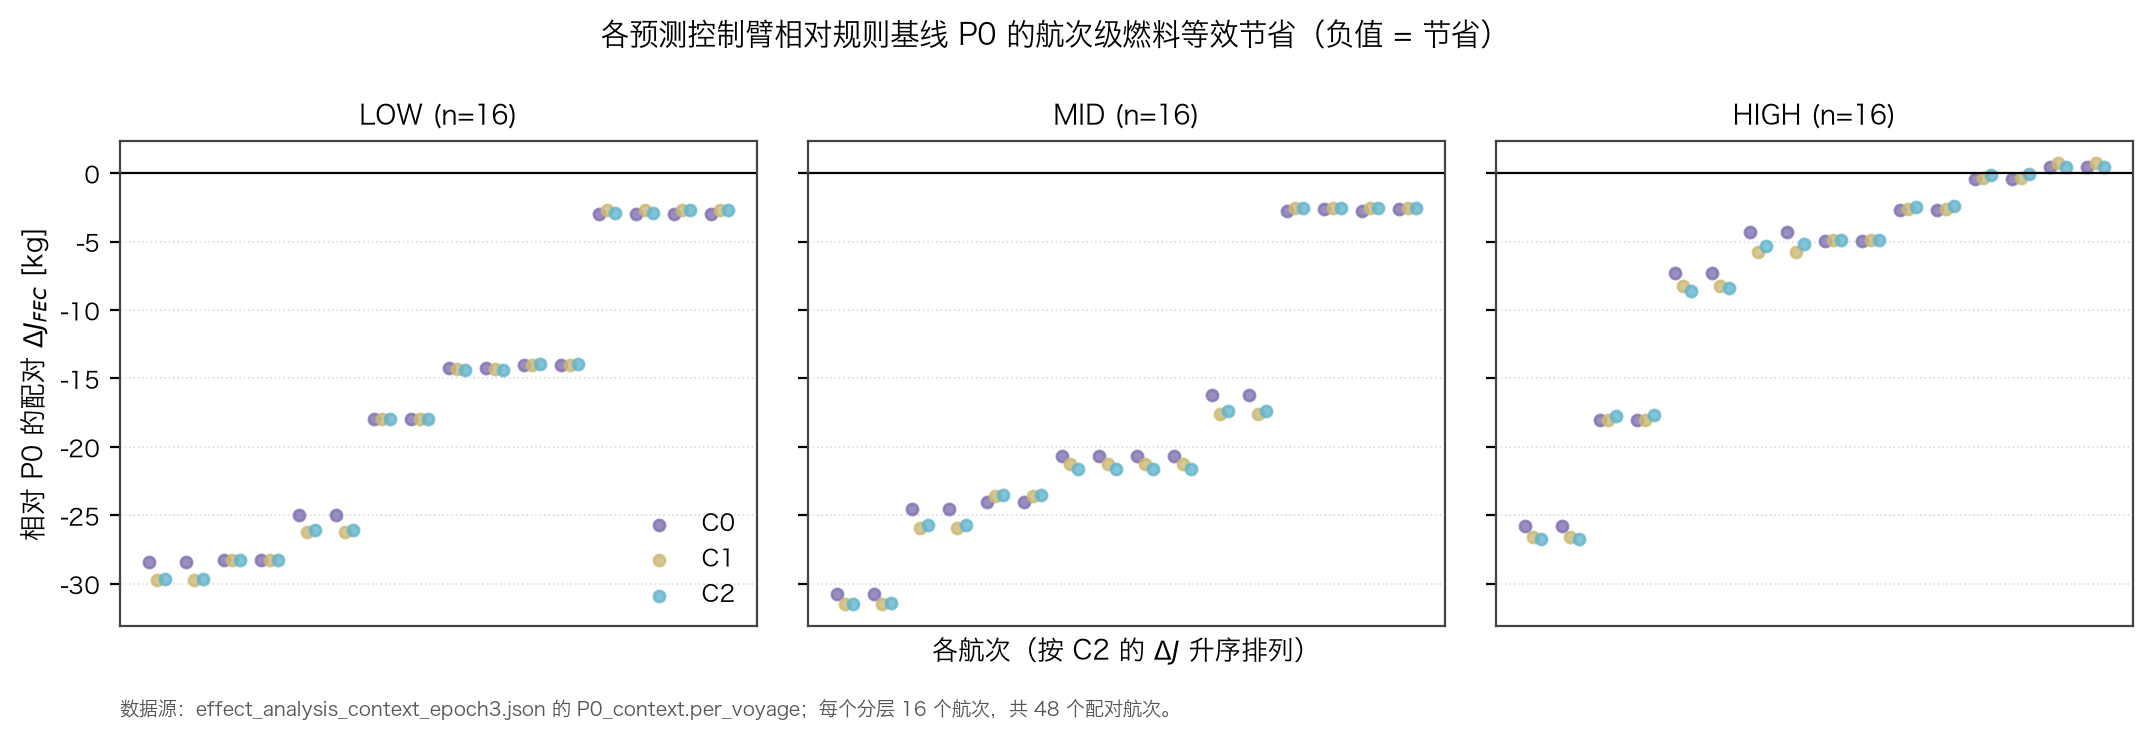 各预测控制臂相对规则基线 P0 的航次级燃料等效节省（负值 = 节省）
LOW (n=16)
MID (n=16)
HIGH (n=16)
相对 P0 的配对 ΔJFEC [kg]
0
-5
-10
-15
-20
-25
-30
C0
C1
C2
各航次（按 C2 的 ΔJ 升序排列）
数据源：effect_analysis_context_epoch3.json 的 P0_context.per_voyage；每个分层 16 个航次，共 48 个配对航次。